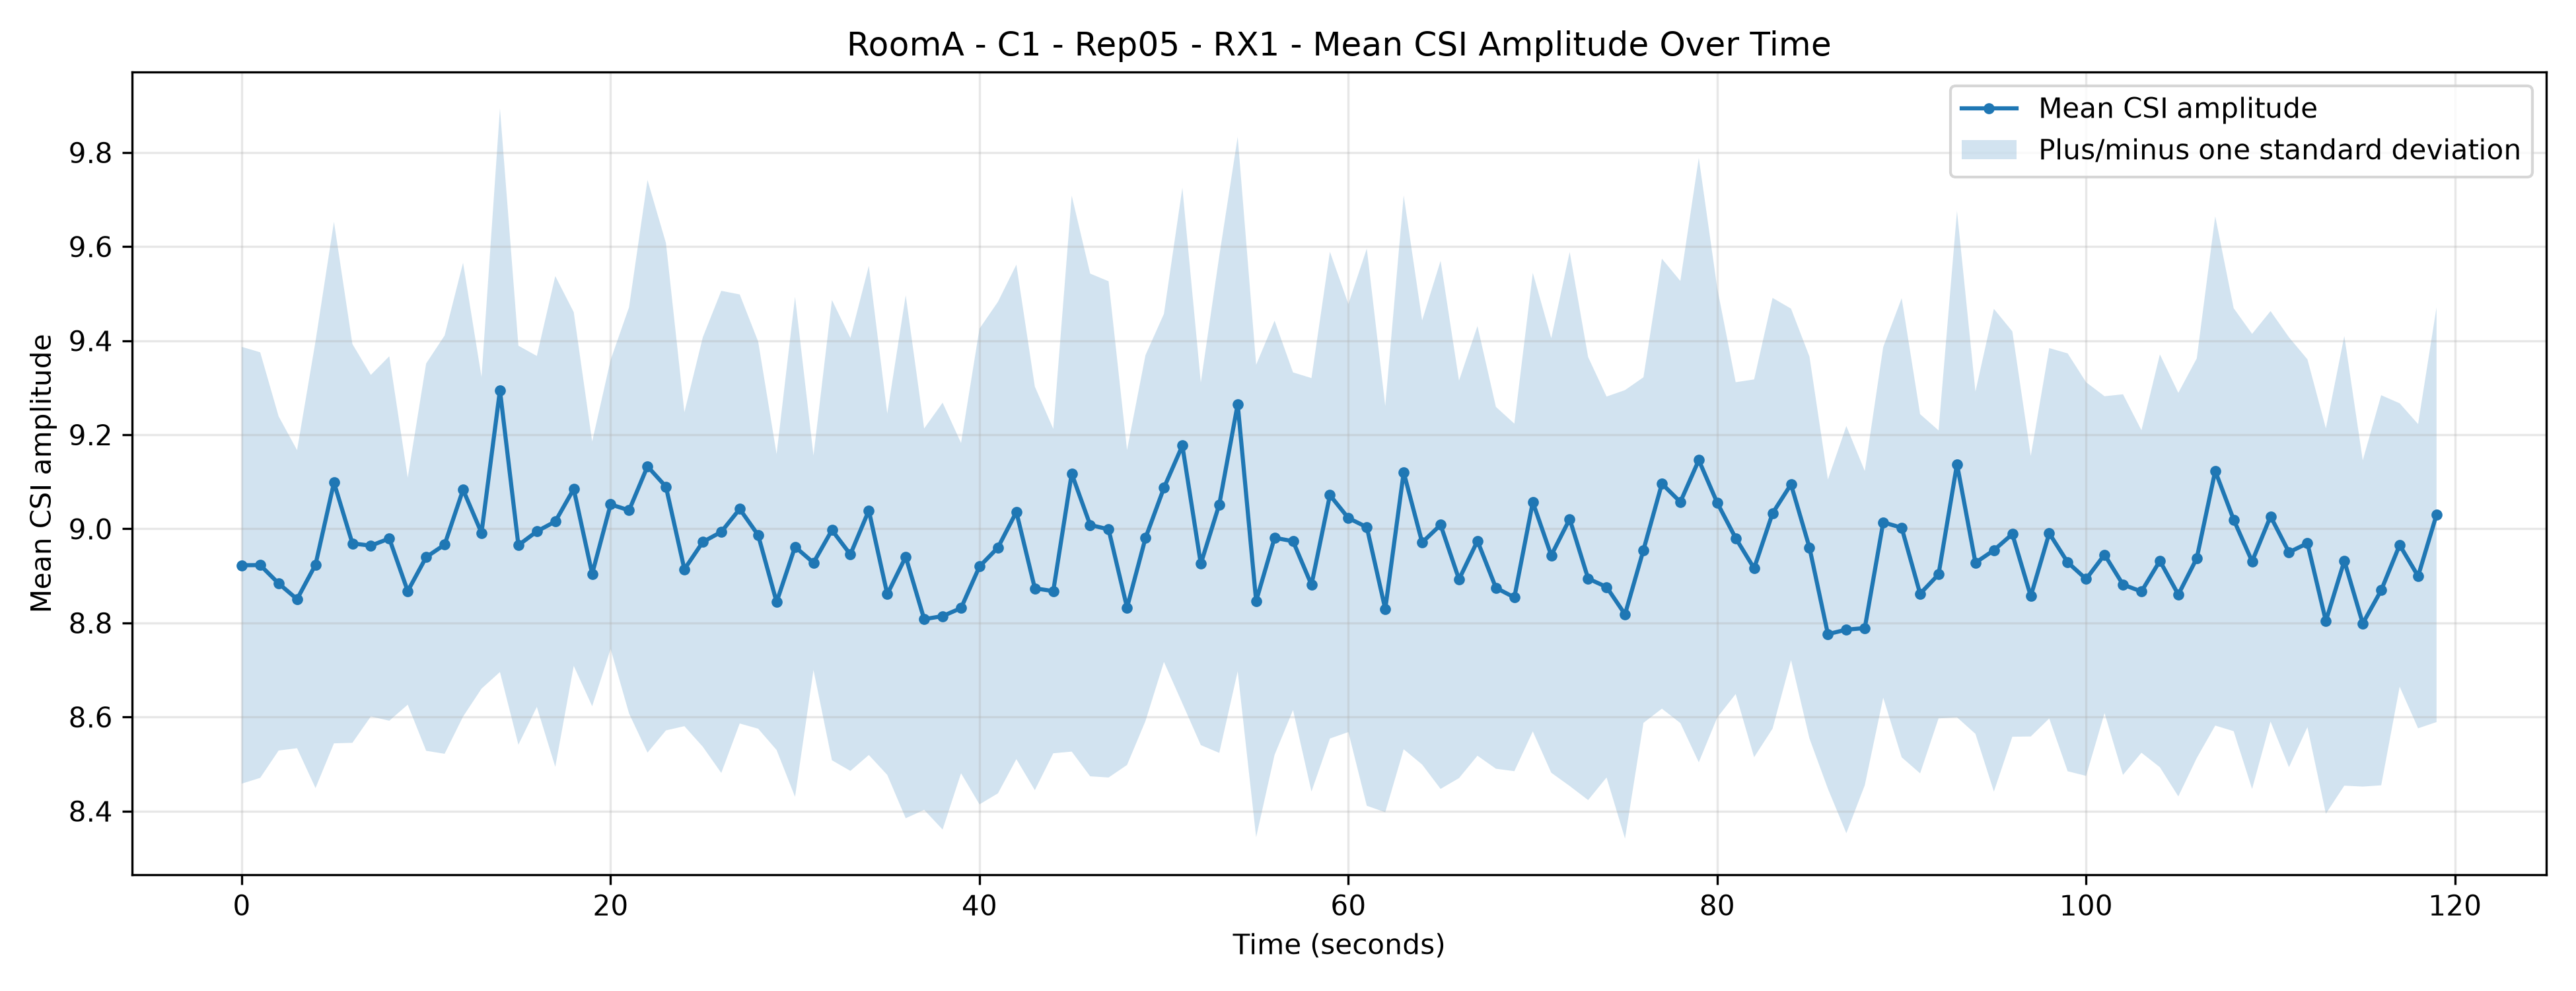 RoomA - C1 - Rep05 - RX1 - Mean CSI Amplitude Over Time
Mean CSI amplitude
Plus/minus one standard deviation
Mean CSI amplitude
9.8
9.6
9.4
9.2
9.0
8.8
8.6
8.4
0 20 40 60 80 100 120
Time (seconds)